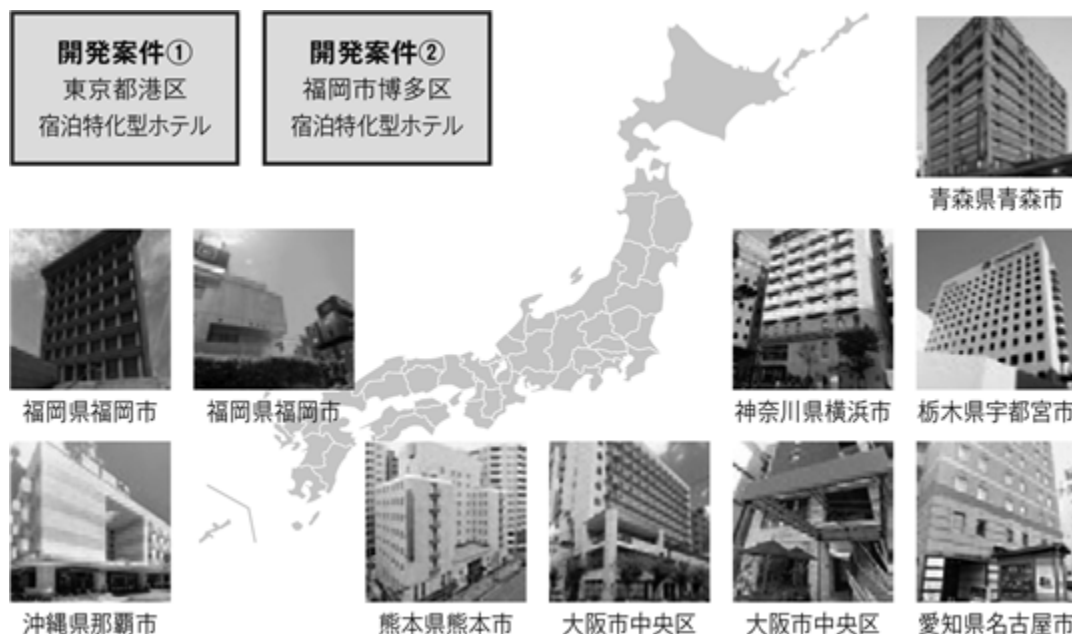 開発案件①
東京都港区
宿泊特化型ホテル
開発案件②
福岡市博多区
宿泊特化型ホテル
青森県青森市
福岡県福岡市
福岡県福岡市
神奈川県横浜市
栃木県宇都宮市
沖縄県那覇市
熊本県熊本市
大阪市中央区
大阪市中央区
愛知県名古屋市